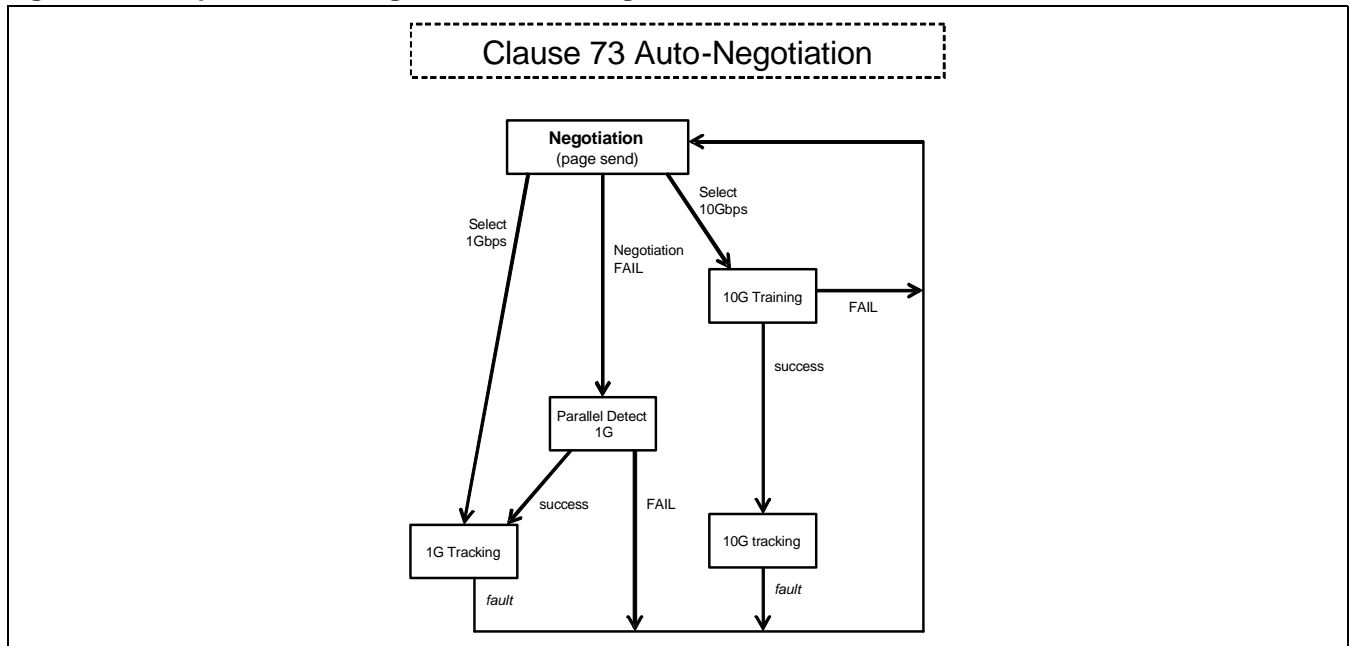 Clause 73 Auto-Negotiation
Negotiation
(page send)
Select
10Gbps
Select
1Gbps
Negotiation
FAIL
10G Training
FAIL
success
Parallel Detect
1G
success
FAIL
1G Tracking
10G tracking
fault
fault